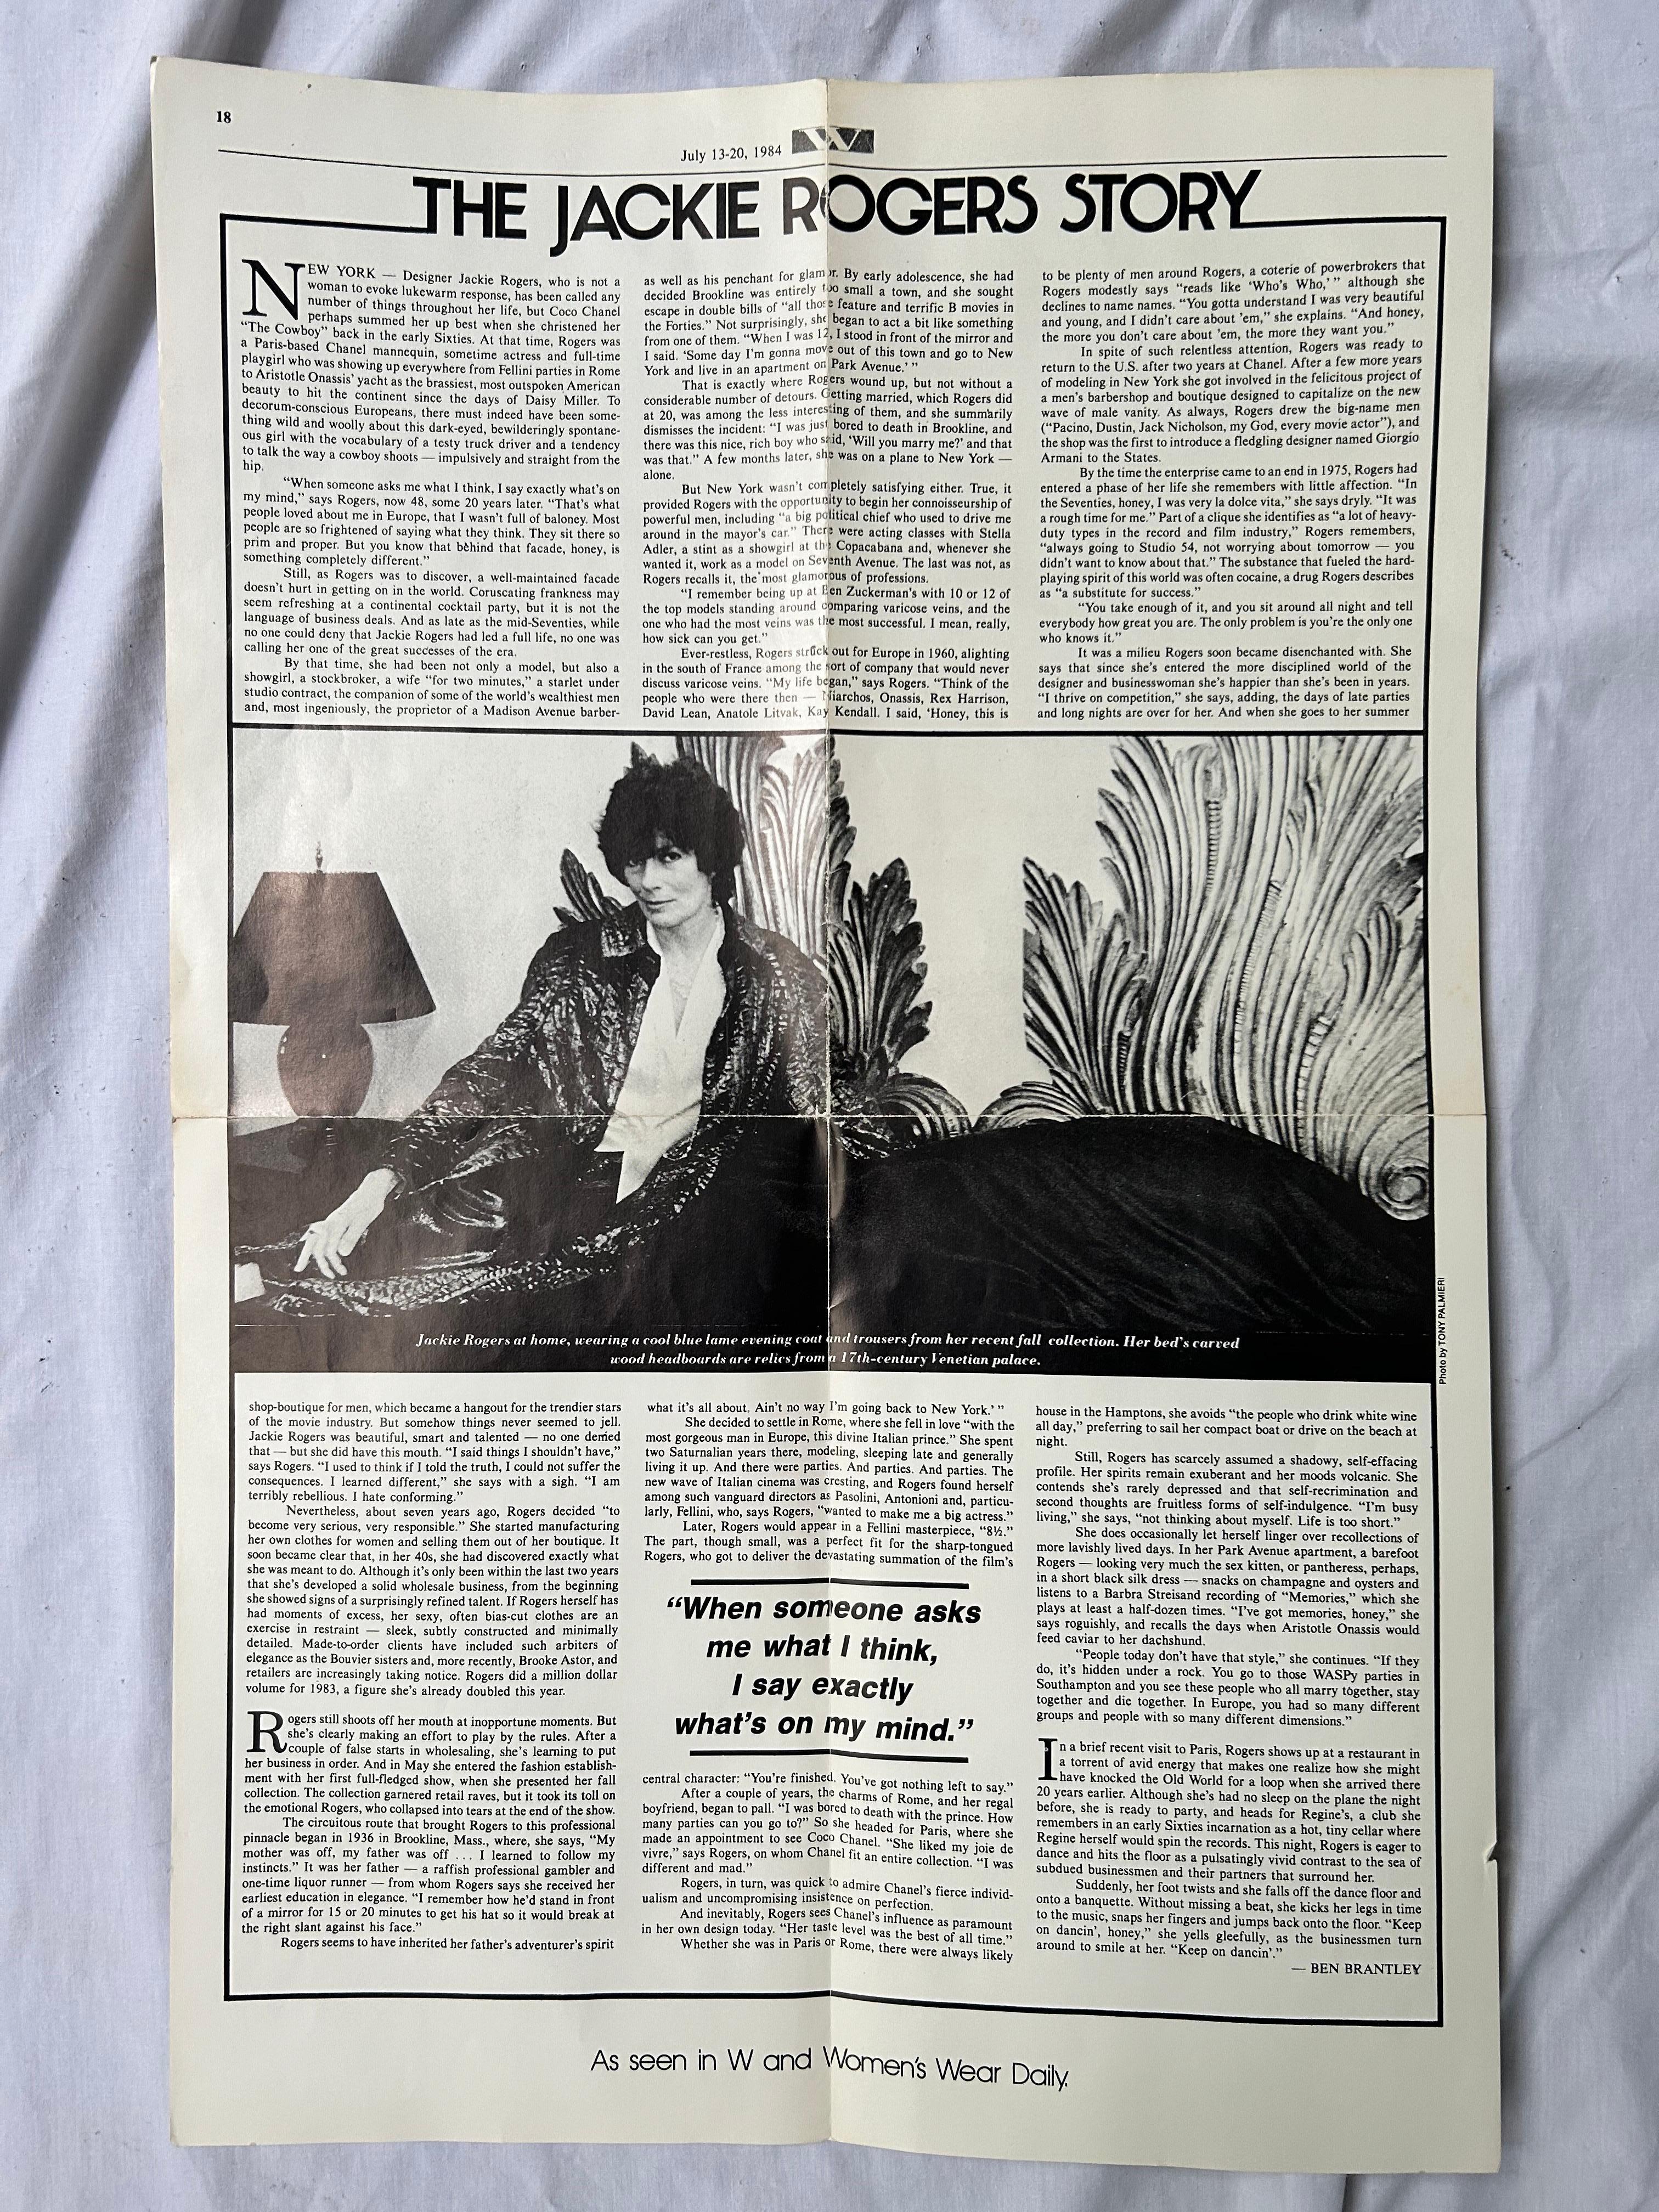 18
July 13-20, 1984 W
THE JACKIE ROGERS STORY
NEW YORK — Designer Jackie Rogers, who is not a
woman to evoke lukewarm response, has been called any
number of things throughout her life, but Coco Chanel
perhaps summed her up best when she christened her
“The Cowboy” back in the early Sixties. At that time, Rogers was
a Paris-based Chanel mannequin, sometime actress and full-time
playgirl who was showing up everywhere from Fellini parties in Rome
to Aristotle Onassis’ yacht as the brassiest, most outspoken American
beauty to hit the continent since the days of Daisy Miller. To
decorum-conscious Europeans, there must indeed have been some-
thing wild and woolly about this dark-eyed, bewilderingly spontane-
ous girl with the vocabulary of a testy truck driver and a tendency
to talk the way a cowboy shoots — impulsively and straight from the
hip.
“When someone asks me what I think, I say exactly what’s on
my mind,” says Rogers, now 48, some 20 years later. “That’s what
people loved about me in Europe, that I wasn’t full of baloney. Most
people are so frightened of saying what they think. They sit there so
prim and proper. But you know that behind that facade, honey, is
something completely different.”
Still, as Rogers was to discover, a well-maintained facade
doesn’t hurt in getting on in the world. Coruscating frankness may
seem refreshing at a continental cocktail party, but it is not the
language of business deals. And as late as the mid-Seventies, while
no one could deny that Jackie Rogers had led a full life, no one was
calling her one of the great successes of the era.
By that time, she had been not only a model, but also a
showgirl, a stockbroker, a wife “for two minutes,” a starlet under
studio contract, the companion of some of the world’s wealthiest men
and, most ingeniously, the proprietor of a Madison Avenue barber-
shop-boutique for men, which became a hangout for the trendier stars
of the movie industry. But somehow things never seemed to jell.
Jackie Rogers was beautiful, smart and talented — no one denied
that — but she did have this mouth. “I said things I shouldn’t have,”
says Rogers. “I used to think if I told the truth, I could not suffer the
consequences. I learned different,” she says with a sigh. “I am
terribly rebellious. I hate conforming.”
Nevertheless, about seven years ago, Rogers decided “to
become very serious, very responsible.” She started manufacturing
her own clothes for women and selling them out of her boutique. It
soon became clear that, in her 40s, she had discovered exactly what
she was meant to do. Although it’s only been within the last two years
that she’s developed a solid wholesale business, from the beginning
she showed signs of a surprisingly refined talent. If Rogers herself has
had moments of excess, her sexy, often bias-cut clothes are an
exercise in restraint — sleek, subtly constructed and minimally
detailed. Made-to-order clients have included such arbiters of
elegance as the Bouvier sisters and, more recently, Brooke Astor, and
retailers are increasingly taking notice. Rogers did a million dollar
volume for 1983, a figure she’s already doubled this year.
Rogers still shoots off her mouth at inopportune moments. But
she’s clearly making an effort to play by the rules. After a
couple of false starts in wholesaling, she’s learning to put
her business in order. And in May she entered the fashion establish-
ment with her first full-fledged show, when she presented her fall
collection. The collection garnered retail raves, but it took its toll on
the emotional Rogers, who collapsed into tears at the end of the show.
The circuitous route that brought Rogers to this professional
pinnacle began in 1936 in Brookline, Mass., where, she says, “My
mother was off, my father was off . . . I learned to follow my
instincts.” It was her father — a raffish professional gambler and
one-time liquor runner — from whom Rogers says she received her
earliest education in elegance. “I remember how he’d stand in front
of a mirror for 15 or 20 minutes to get his hat so it would break at
the right slant against his face.”
Rogers seems to have inherited her father’s adventurer’s spirit
as well as his penchant for glamor. By early adolescence, she had
decided Brookline was entirely too small a town, and she sought
escape in double bills of “all those feature and terrific B movies in
the Forties.” Not surprisingly, she began to act a bit like something
from one of them. “When I was 12, I stood in front of the mirror and
I said. ‘Some day I’m gonna move out of this town and go to New
York and live in an apartment on Park Avenue.’ ”
That is exactly where Rogers wound up, but not without a
considerable number of detours. Getting married, which Rogers did
at 20, was among the less interesting of them, and she summarily
dismisses the incident: “I was just bored to death in Brookline, and
there was this nice, rich boy who said, ‘Will you marry me?’ and that
was that.” A few months later, she was on a plane to New York —
alone.
But New York wasn’t completely satisfying either. True, it
provided Rogers with the opportunity to begin her connoisseurship of
powerful men, including “a big political chief who used to drive me
around in the mayor’s car.” There were acting classes with Stella
Adler, a stint as a showgirl at the Copacabana and, whenever she
wanted it, work as a model on Seventh Avenue. The last was not, as
Rogers recalls it, the most glamorous of professions.
“I remember being up at Ben Zuckerman’s with 10 or 12 of
the top models standing around comparing varicose veins, and the
one who had the most veins was the most successful. I mean, really,
how sick can you get.”
Ever-restless, Rogers struck out for Europe in 1960, alighting
in the south of France among the sort of company that would never
discuss varicose veins. “My life began,” says Rogers. “Think of the
people who were there then — Niarchos, Onassis, Rex Harrison,
David Lean, Anatole Litvak, Kay Kendall. I said, ‘Honey, this is
what it’s all about. Ain’t no way I’m going back to New York.’ ”
She decided to settle in Rome, where she fell in love “with the
most gorgeous man in Europe, this divine Italian prince.” She spent
two Saturnalian years there, modeling, sleeping late and generally
living it up. And there were parties. And parties. And parties. The
new wave of Italian cinema was cresting, and Rogers found herself
among such vanguard directors as Pasolini, Antonioni and, particu-
larly, Fellini, who, says Rogers, “wanted to make me a big actress.”
Later, Rogers would appear in a Fellini masterpiece, “8½.”
The part, though small, was a perfect fit for the sharp-tongued
Rogers, who got to deliver the devastating summation of the film’s
“When someone asks
me what I think,
I say exactly
what’s on my mind.”
central character: “You’re finished. You’ve got nothing left to say.”
After a couple of years, the charms of Rome, and her regal
boyfriend, began to pall. “I was bored to death with the prince. How
many parties can you go to?” So she headed for Paris, where she
made an appointment to see Coco Chanel. “She liked my joie de
vivre,” says Rogers, on whom Chanel fit an entire collection. “I was
different and mad.”
Rogers, in turn, was quick to admire Chanel’s fierce individ-
ualism and uncompromising insistence on perfection.
And inevitably, Rogers sees Chanel’s influence as paramount
in her own design today. “Her taste level was the best of all time.”
Whether she was in Paris or Rome, there were always likely
to be plenty of men around Rogers, a coterie of powerbrokers that
Rogers modestly says “reads like ‘Who’s Who,’ ” although she
declines to name names. “You gotta understand I was very beautiful
and young, and I didn’t care about ’em,” she explains. “And honey,
the more you don’t care about ’em, the more they want you.”
In spite of such relentless attention, Rogers was ready to
return to the U.S. after two years at Chanel. After a few more years
of modeling in New York she got involved in the felicitous project of
a men’s barbershop and boutique designed to capitalize on the new
wave of male vanity. As always, Rogers drew the big-name men
(“Pacino, Dustin, Jack Nicholson, my God, every movie actor”), and
the shop was the first to introduce a fledgling designer named Giorgio
Armani to the States.
By the time the enterprise came to an end in 1975, Rogers had
entered a phase of her life she remembers with little affection. “In
the Seventies, honey, I was very la dolce vita,” she says dryly. “It was
a rough time for me.” Part of a clique she identifies as “a lot of heavy-
duty types in the record and film industry,” Rogers remembers,
“always going to Studio 54, not worrying about tomorrow — you
didn’t want to know about that.” The substance that fueled the hard-
playing spirit of this world was often cocaine, a drug Rogers describes
as “a substitute for success.”
“You take enough of it, and you sit around all night and tell
everybody how great you are. The only problem is you’re the only one
who knows it.”
It was a milieu Rogers soon became disenchanted with. She
says that since she’s entered the more disciplined world of the
designer and businesswoman she’s happier than she’s been in years.
“I thrive on competition,” she says, adding, the days of late parties
and long nights are over for her. And when she goes to her summer
house in the Hamptons, she avoids “the people who drink white wine
all day,” preferring to sail her compact boat or drive on the beach at
night.
Still, Rogers has scarcely assumed a shadowy, self-effacing
profile. Her spirits remain exuberant and her moods volcanic. She
contends she’s rarely depressed and that self-recrimination and
second thoughts are fruitless forms of self-indulgence. “I’m busy
living,” she says, “not thinking about myself. Life is too short.”
She does occasionally let herself linger over recollections of
more lavishly lived days. In her Park Avenue apartment, a barefoot
Rogers — looking very much the sex kitten, or pantheress, perhaps,
in a short black silk dress — snacks on champagne and oysters and
listens to a Barbra Streisand recording of “Memories,” which she
plays at least a half-dozen times. “I’ve got memories, honey,” she
says roguishly, and recalls the days when Aristotle Onassis would
feed caviar to her dachshund.
“People today don’t have that style,” she continues. “If they
do, it’s hidden under a rock. You go to those WASPy parties in
Southampton and you see these people who all marry together, stay
together and die together. In Europe, you had so many different
groups and people with so many different dimensions.”
In a brief recent visit to Paris, Rogers shows up at a restaurant in
a torrent of avid energy that makes one realize how she might
have knocked the Old World for a loop when she arrived there
20 years earlier. Although she’s had no sleep on the plane the night
before, she is ready to party, and heads for Regine’s, a club she
remembers in an early Sixties incarnation as a hot, tiny cellar where
Regine herself would spin the records. This night, Rogers is eager to
dance and hits the floor as a pulsatingly vivid contrast to the sea of
subdued businessmen and their partners that surround her.
Suddenly, her foot twists and she falls off the dance floor and
onto a banquette. Without missing a beat, she kicks her legs in time
to the music, snaps her fingers and jumps back onto the floor. “Keep
on dancin’, honey,” she yells gleefully, as the businessmen turn
around to smile at her. “Keep on dancin’.”
— BEN BRANTLEY
Jackie Rogers at home, wearing a cool blue lame evening coat and trousers from her recent fall collection. Her bed’s carved
wood headboards are relics from a 17th-century Venetian palace.
Photo by TONY PALMIERI
As seen in W and Women’s Wear Daily.